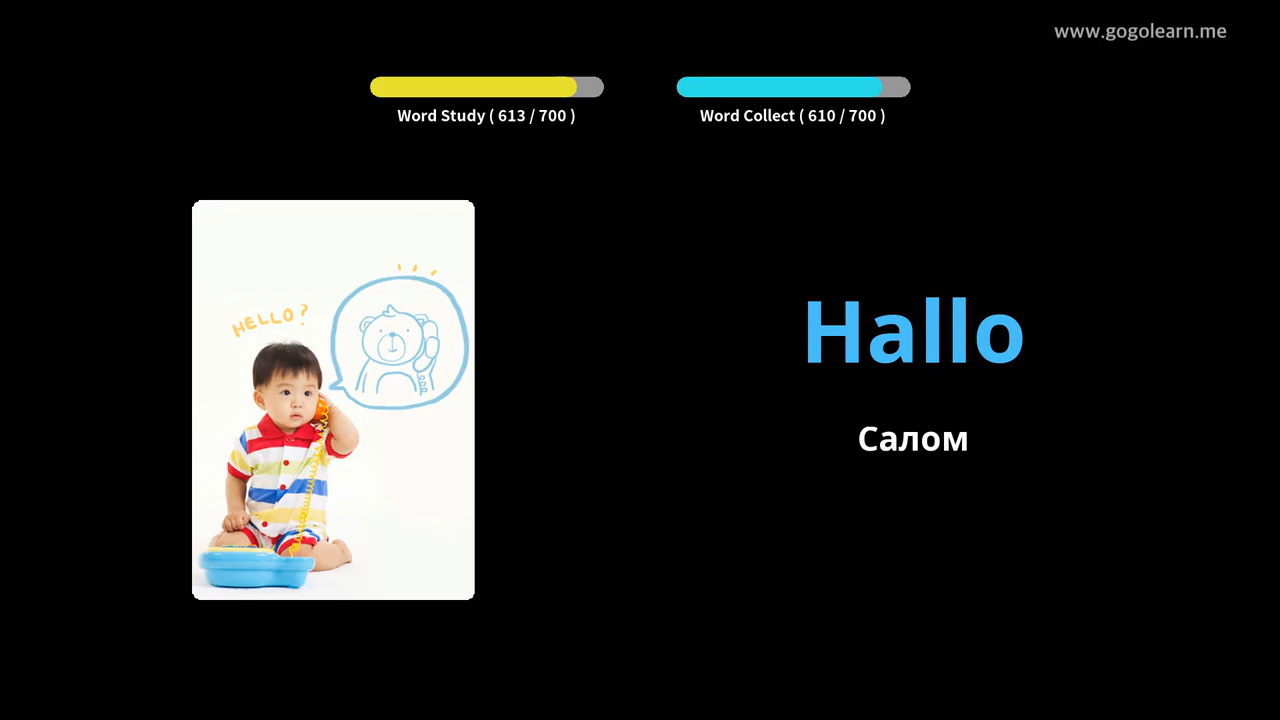 www.gogolearn.me
Word Study ( 613 / 700 )
Word Collect ( 610 / 700 )
HELLO?
Hallo
Салом